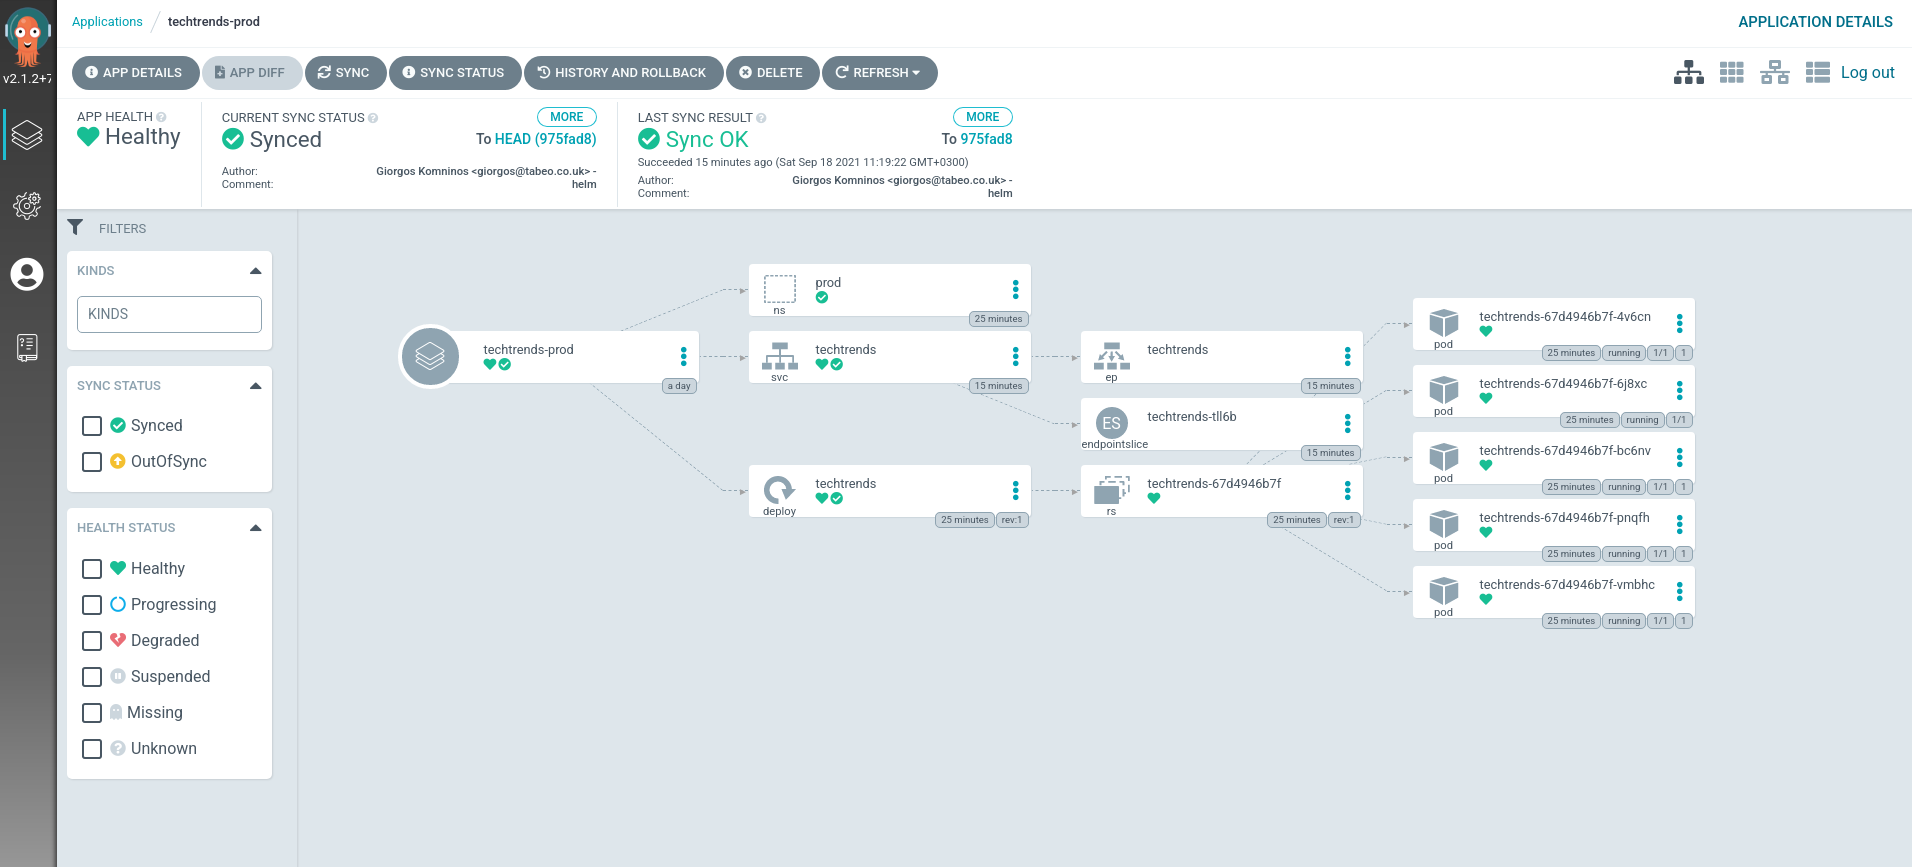 Applications / techtrends-prod
APPLICATION DETAILS
v2.1.2+7
APP DETAILS
APP DIFF
SYNC
SYNC STATUS
HISTORY AND ROLLBACK
DELETE
REFRESH
Log out
APP HEALTH
Healthy
CURRENT SYNC STATUS
MORE
Synced
To HEAD (975fad8)
Author: Giorgos Komninos <giorgos@tabeo.co.uk> -
Comment: helm
LAST SYNC RESULT
MORE
Sync OK
To 975fad8
Succeeded 15 minutes ago (Sat Sep 18 2021 11:19:22 GMT+0300)
Author: Giorgos Komninos <giorgos@tabeo.co.uk> -
Comment: helm
FILTERS
KINDS
KINDS
SYNC STATUS
Synced
OutOfSync
HEALTH STATUS
Healthy
Progressing
Degraded
Suspended
Missing
Unknown
techtrends-prod
a day
prod
ns
25 minutes
techtrends
svc
15 minutes
techtrends
deploy
25 minutes rev:1
techtrends
ep
15 minutes
ES
techtrends-tll6b
endpointslice
15 minutes
techtrends-67d4946b7f
rs
25 minutes rev:1
techtrends-67d4946b7f-4v6cn
pod
25 minutes running 1/1 1
techtrends-67d4946b7f-6j8xc
pod
25 minutes running 1/1
techtrends-67d4946b7f-bc6nv
pod
25 minutes running 1/1 1
techtrends-67d4946b7f-pnqfh
pod
25 minutes running 1/1 1
techtrends-67d4946b7f-vmbhc
pod
25 minutes running 1/1 1